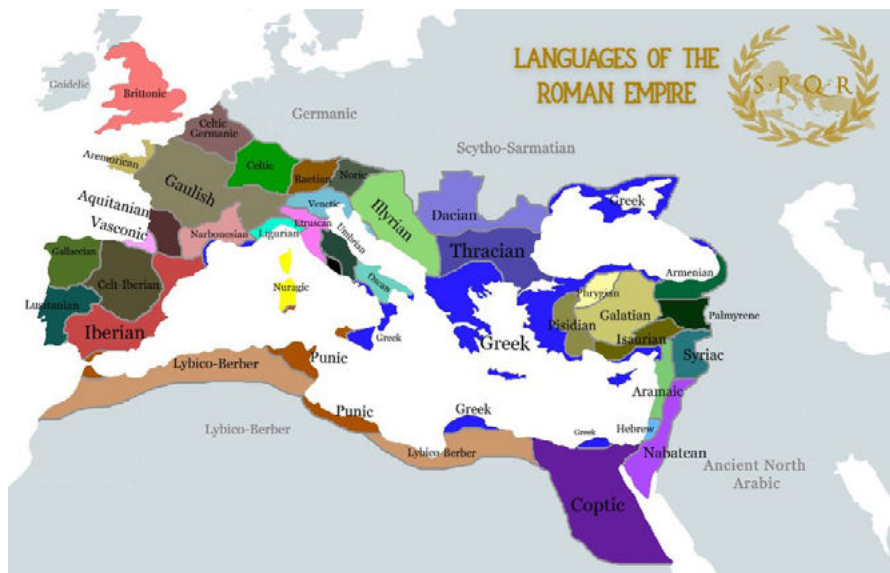 LANGUAGES OF THE
ROMAN EMPIRE
S·P·Q·R
Goidelic
Brittonic
Germanic
Celtic
Germanic
Scytho-Sarmatian
Aremorican
Gaulish
Celtic
Raetian
Noric
Aquitanian
Vasconic
Narbonosian
Venetic
Ligurian
Etruscan
Umbrian
Illyrian
Dacian
Greek
Thracian
Gallaecian
Celt-Iberian
Lusitanian
Iberian
Nuragic
Oscan
Greek
Greek
Phrygian
Galatian
Pisidian
Isaurian
Armenian
Palmyrene
Syriac
Aramaic
Lybico-Berber
Punic
Punic
Lybico-Berber
Greek
Lybico-Berber
Greek
Hebrew
Nabatean
Coptic
Ancient North
Arabic